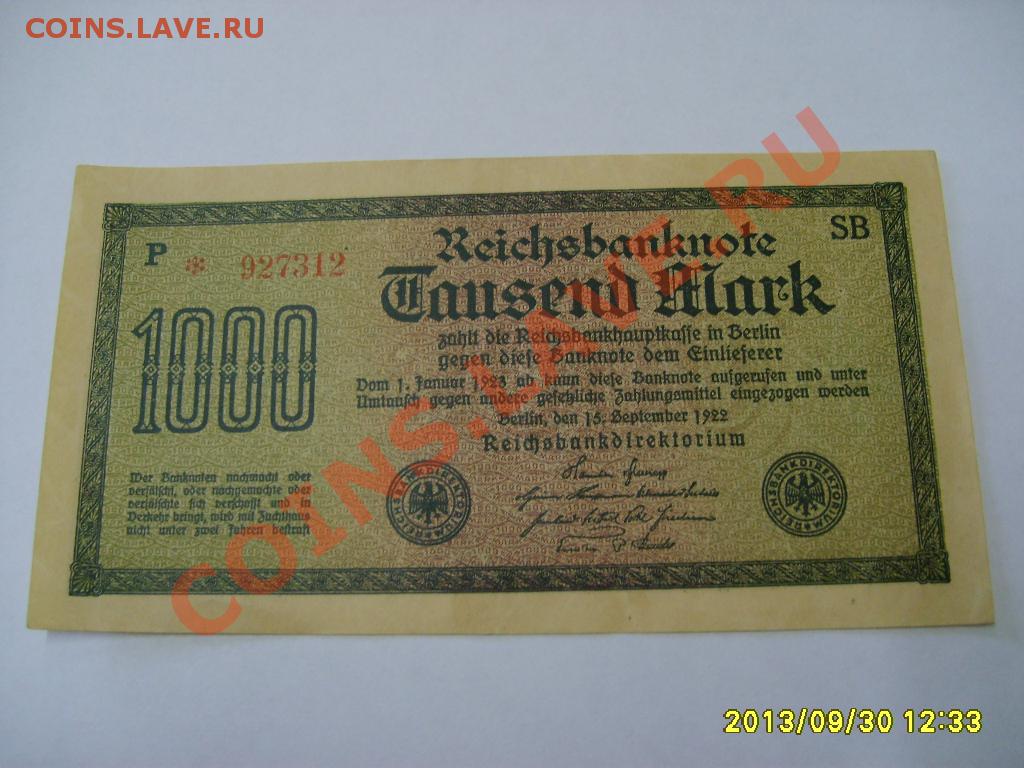 COINS.LAVE.RU
P * 927312
SB
Reichsbanknote
1000
Tausend Mark
zahlt die Reichsbankhauptkasse in Berlin
gegen diese Banknote dem Einlieferer
Vom 1. Januar 1923 ab kann diese Banknote aufgerufen und unter
Umtausch gegen andere gesetzliche Zahlungsmittel eingezogen werden
Berlin, den 15. September 1922
Reichsbankdirektorium
Wer Banknoten nachmacht oder
verfälscht, oder nachgemachte oder
verfälschte sich verschafft und in
Verkehr bringt, wird mit Zuchthaus
nicht unter zwei Jahren bestraft
REICHSBANKDIREKTORIUM
REICHSBANKDIREKTORIUM
COINS.LAVE.RU
2013/09/30 12:33